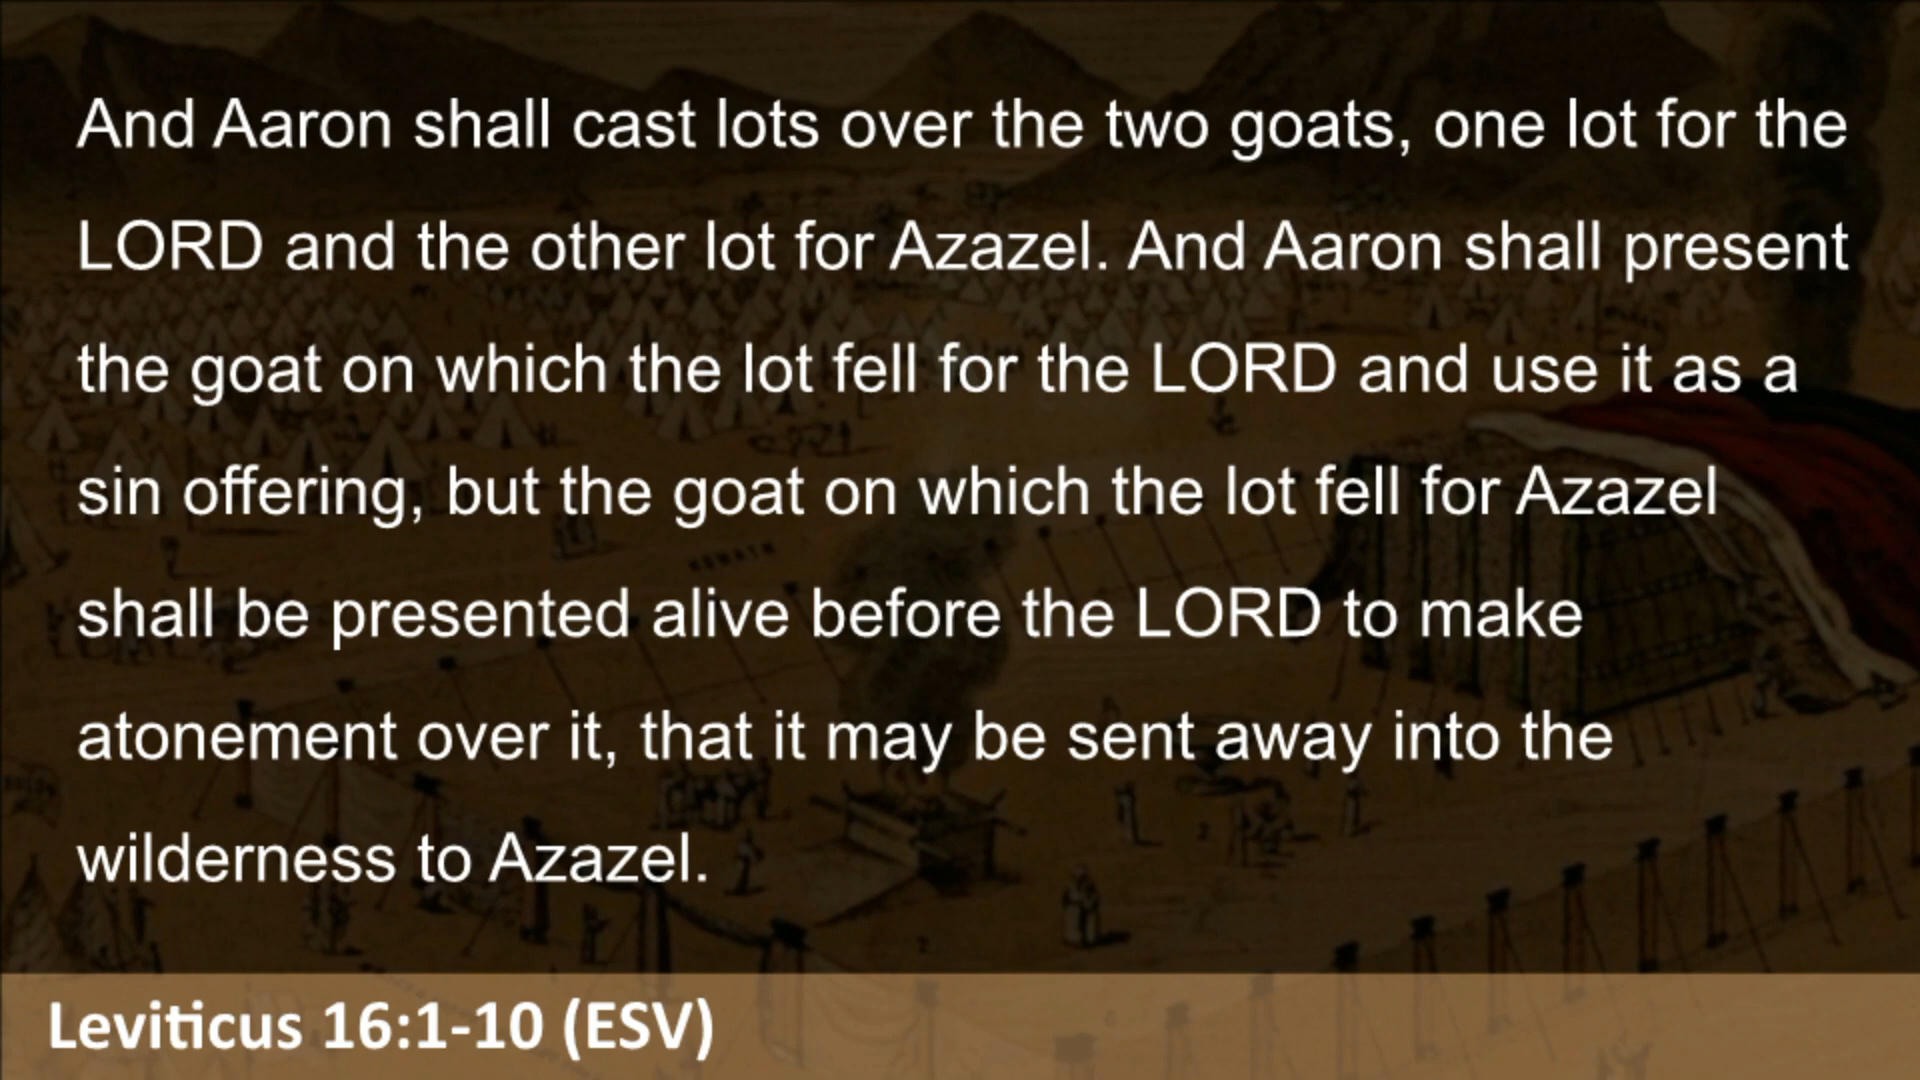 And Aaron shall cast lots over the two goats, one lot for the
LORD and the other lot for Azazel. And Aaron shall present
the goat on which the lot fell for the LORD and use it as a
sin offering, but the goat on which the lot fell for Azazel
shall be presented alive before the LORD to make
atonement over it, that it may be sent away into the
wilderness to Azazel.
Leviticus 16:1-10 (ESV)